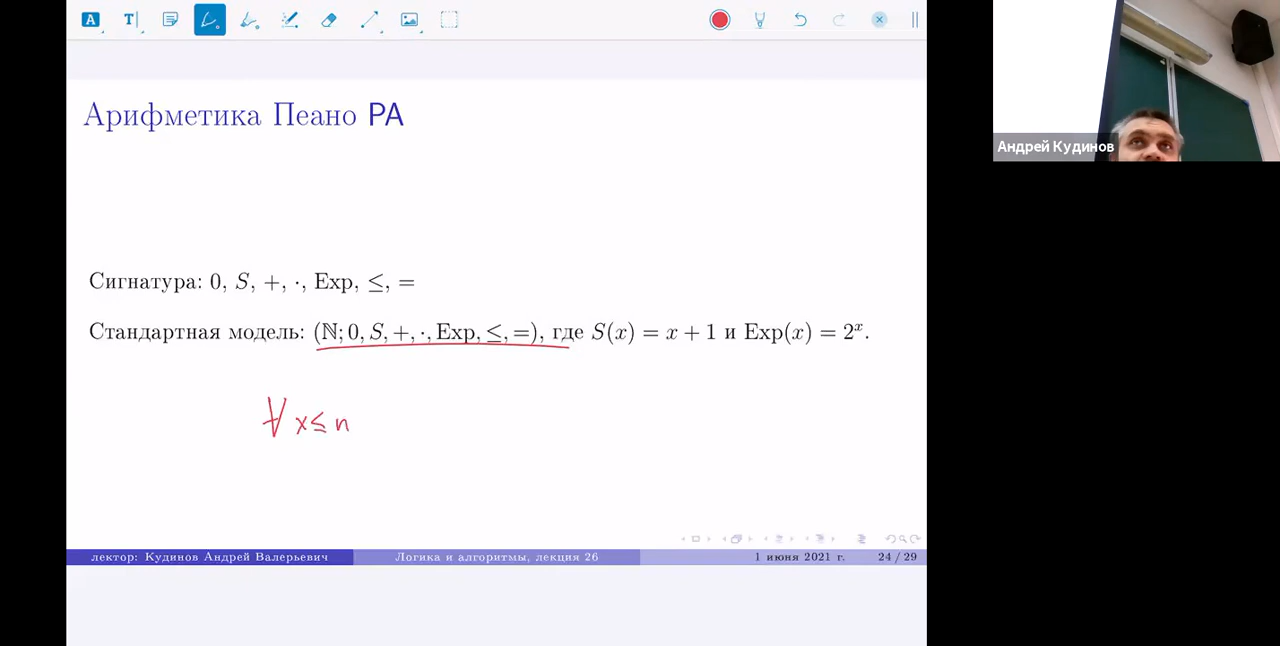 A T
Арифметика Пеано PA
Андрей Кудинов
Сигнатура: 0, S, +, ·, Exp, ≤, =
Стандартная модель: (ℕ; 0, S, +, ·, Exp, ≤, =), где S(x) = x + 1 и Exp(x) = 2ˣ.
∀ x ≤ n
лектор: Кудинов Андрей Валерьевич Логика и алгоритмы, лекция 26 1 июня 2021 г. 24 / 29